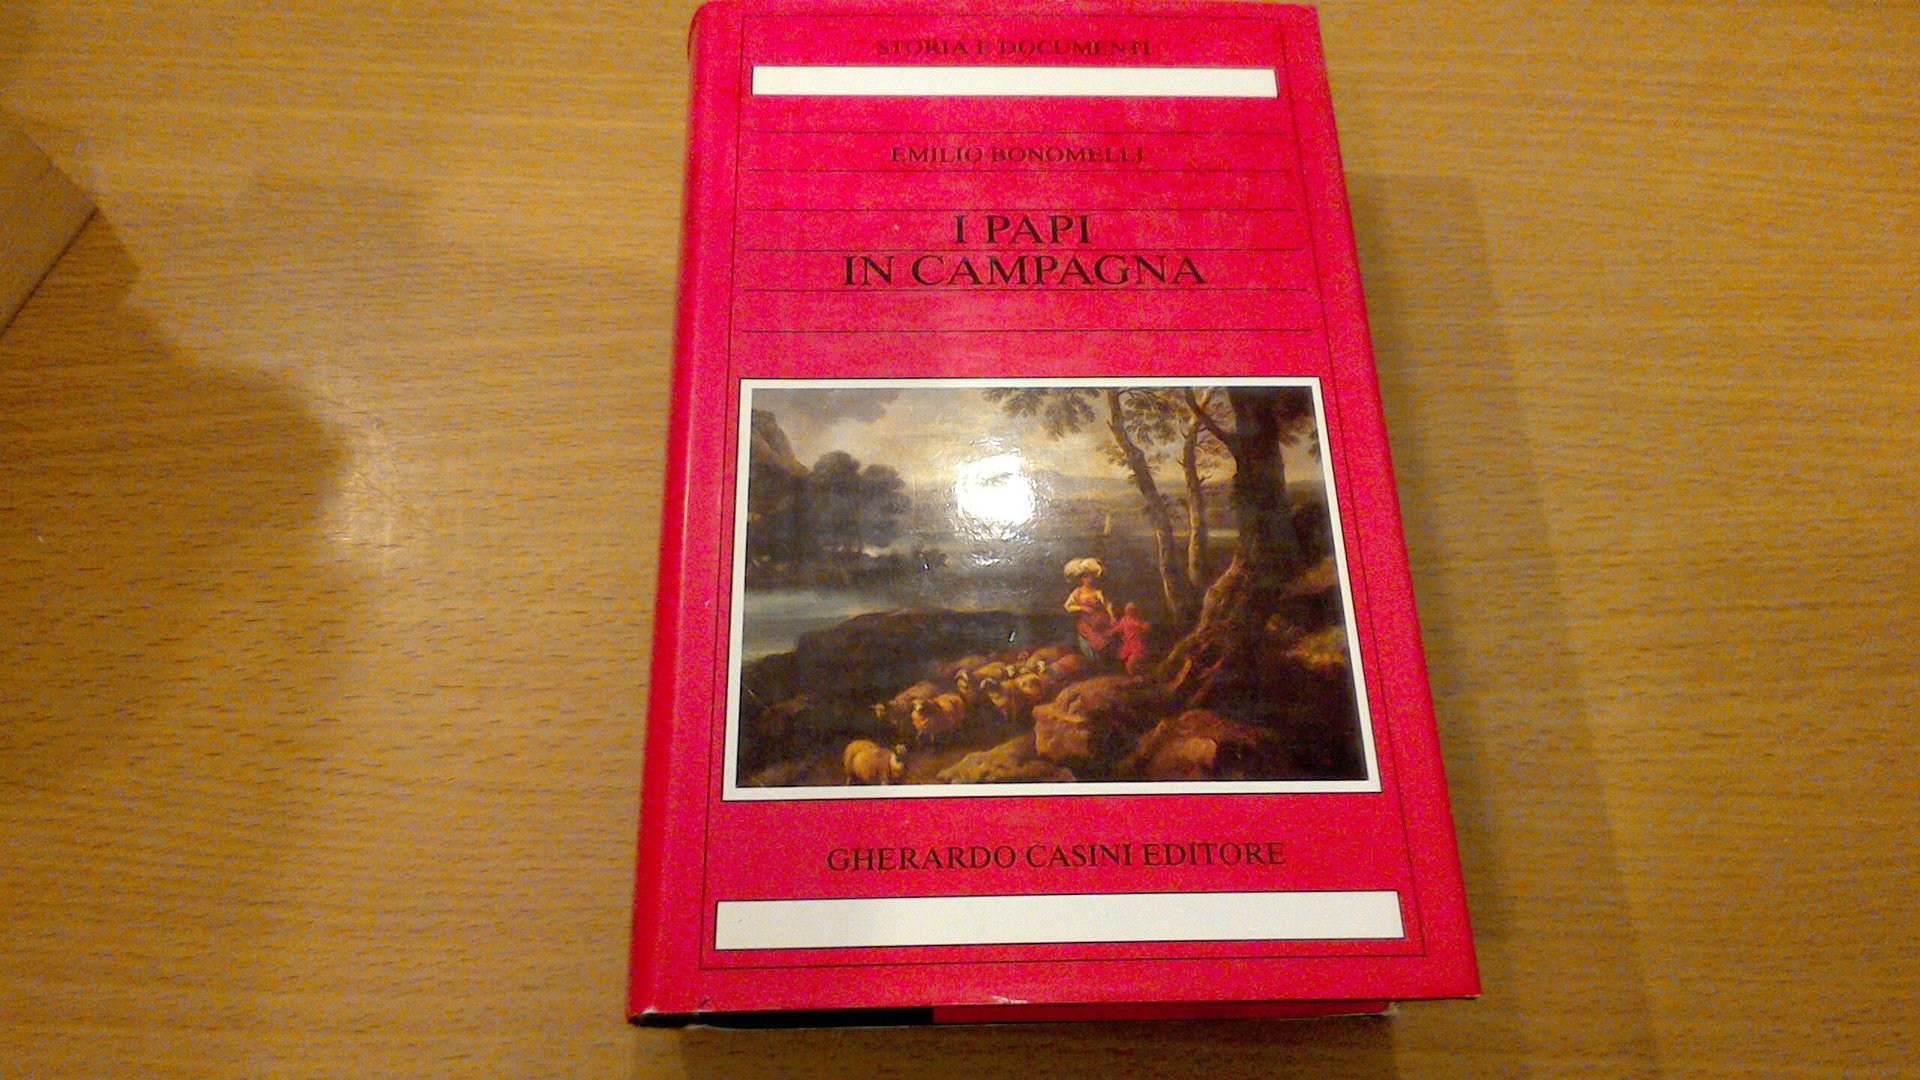 STORIA E DOCUMENTI
EMILIO BONOMELLI
I PAPI
IN CAMPAGNA
GHERARDO CASINI EDITORE